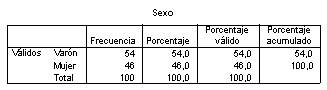 Sexo
Frecuencia Porcentaje Porcentaje válido Porcentaje acumulado
Válidos Varón 54 54,0 54,0 54,0
Mujer 46 46,0 46,0 100,0
Total 100 100,0 100,0